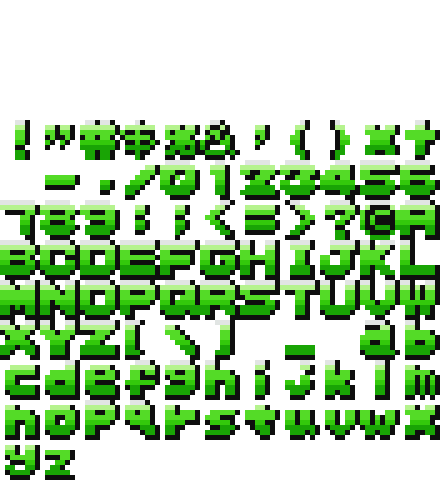 ! " # $ % & ' ( ) * +
- . / 0 1 2 3 4 5 6
7 8 9 : ; < = > ? © A
B C D E F G H I J K L
M N O P Q R S T U V W
X Y Z [ \ ] _ a b
c d e f g h i j k l m
n o p q r s t u v w x
y z